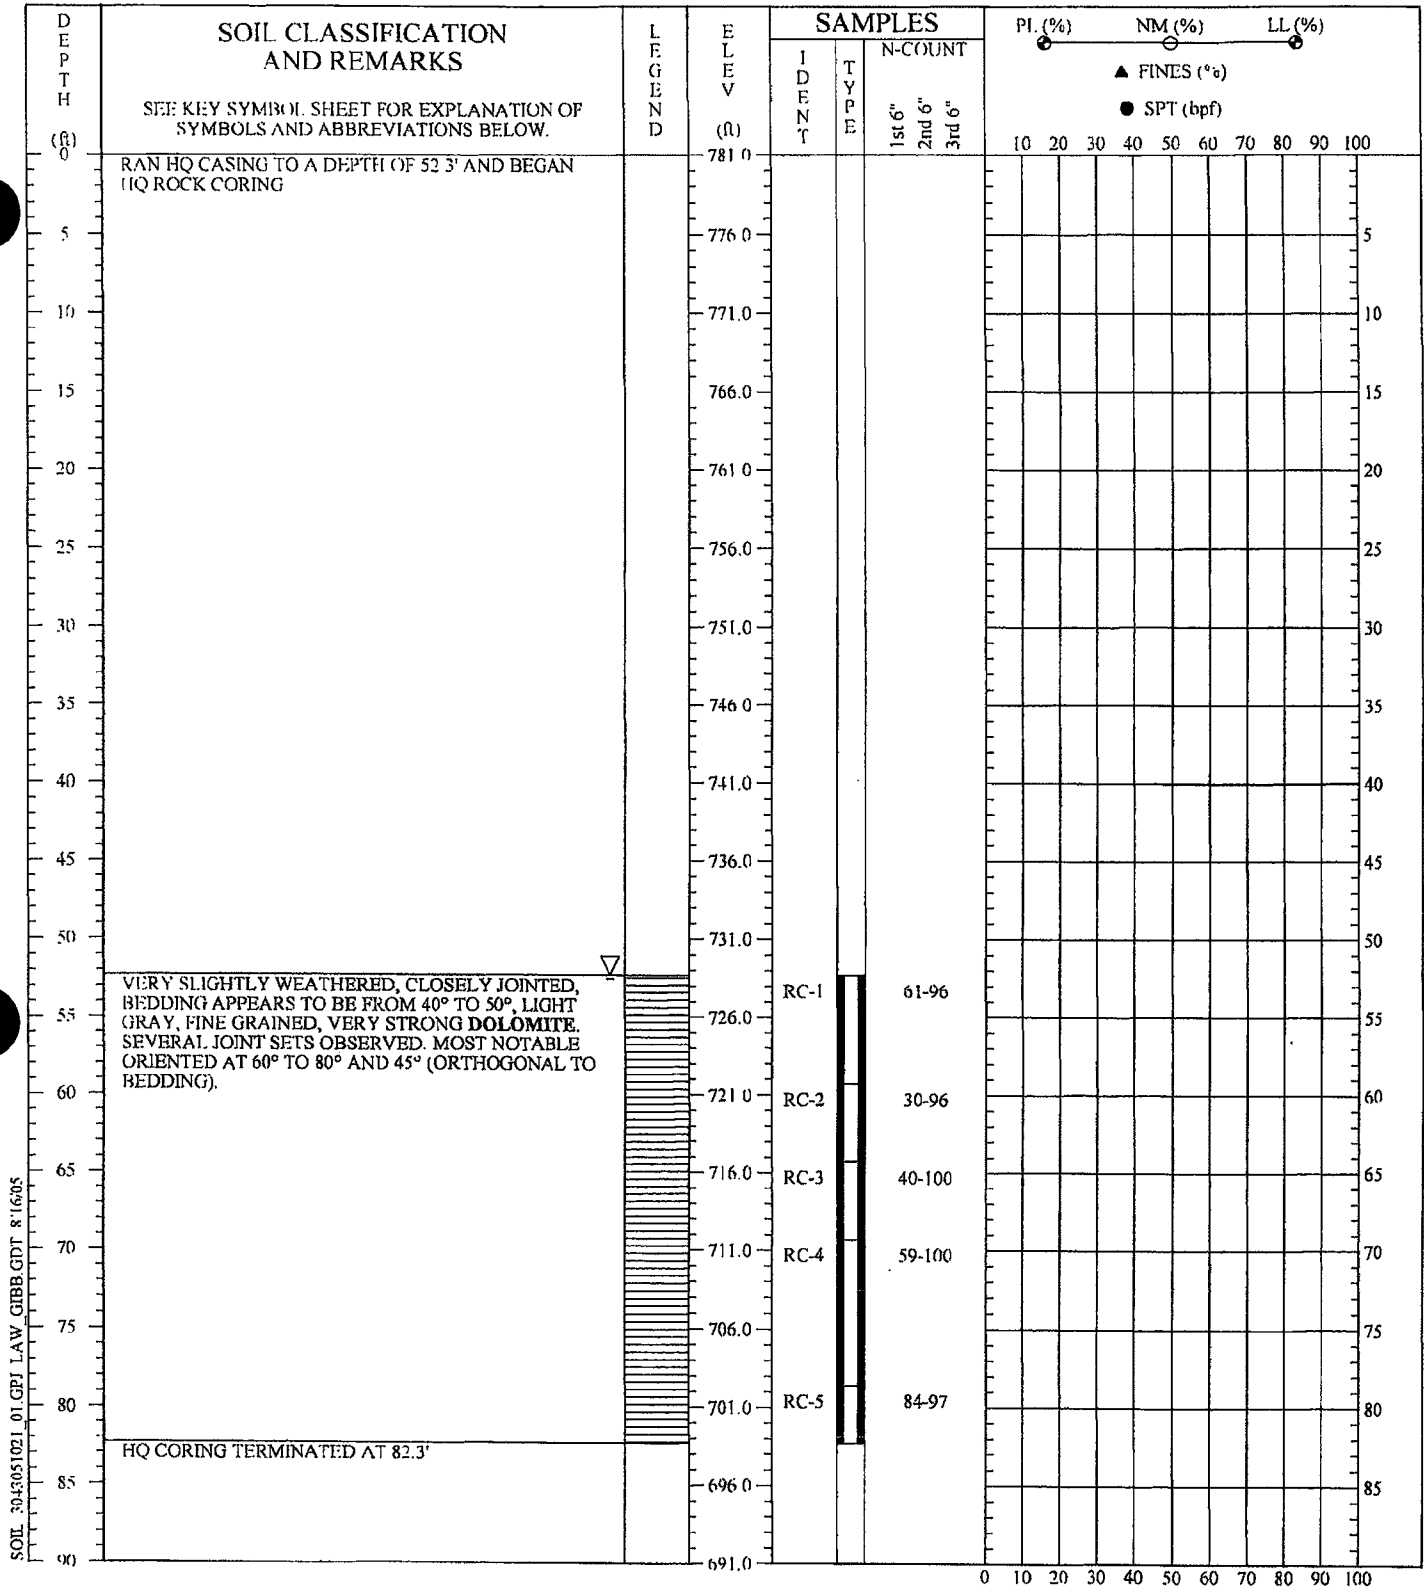 DEPTH (ft)
SOIL CLASSIFICATION
AND REMARKS
SEE KEY SYMBOL SHEET FOR EXPLANATION OF
SYMBOLS AND ABBREVIATIONS BELOW.
LEGEND
ELEV (ft)
SAMPLES
IDENT
TYPE
N-COUNT
1st 6"
2nd 6"
3rd 6"
PL (%) NM (%) LL (%)
▲ FINES (%)
● SPT (bpf)
10 20 30 40 50 60 70 80 90 100
0 781 0
RAN HQ CASING TO A DEPTH OF 52 3' AND BEGAN
HQ ROCK CORING
5 776 0 5
10 771.0 10
15 766.0 15
20 761 0 20
25 756.0 25
30 751.0 30
35 746 0 35
40 741.0 40
45 736.0 45
50 731.0 50
VERY SLIGHTLY WEATHERED, CLOSELY JOINTED,
BEDDING APPEARS TO BE FROM 40° TO 50°, LIGHT
GRAY, FINE GRAINED, VERY STRONG DOLOMITE.
SEVERAL JOINT SETS OBSERVED. MOST NOTABLE
ORIENTED AT 60° TO 80° AND 45° (ORTHOGONAL TO
BEDDING).
RC-1 61-96
55 726.0 55
60 721 0 60
RC-2 30-96
65 716.0 65
RC-3 40-100
70 711.0 70
RC-4 59-100
75 706.0 75
80 701.0 80
RC-5 84-97
HQ CORING TERMINATED AT 82.3'
85 696 0 85
90 691.0
0 10 20 30 40 50 60 70 80 90 100
SOIL 3043051021_01.GPJ LAW_GIBB.GDT 8/16/05